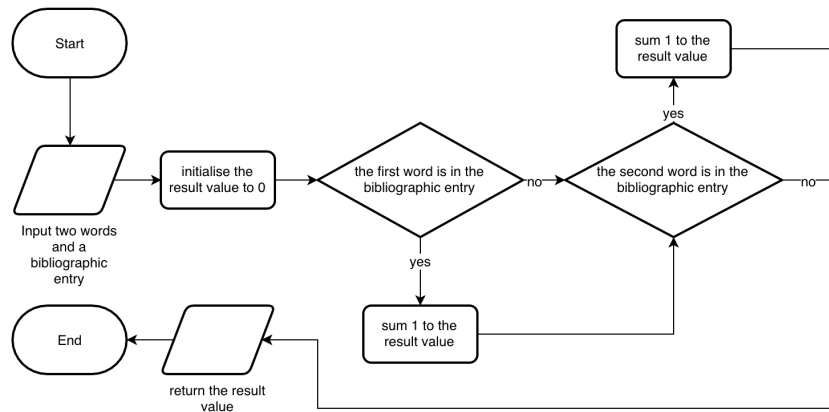 Start
Input two words
and a
bibliographic
entry
initialise the
result value to 0
the first word is in the
bibliographic entry
no
yes
sum 1 to the
result value
the second word is in the
bibliographic entry
yes
sum 1 to the
result value
no
return the result
value
End